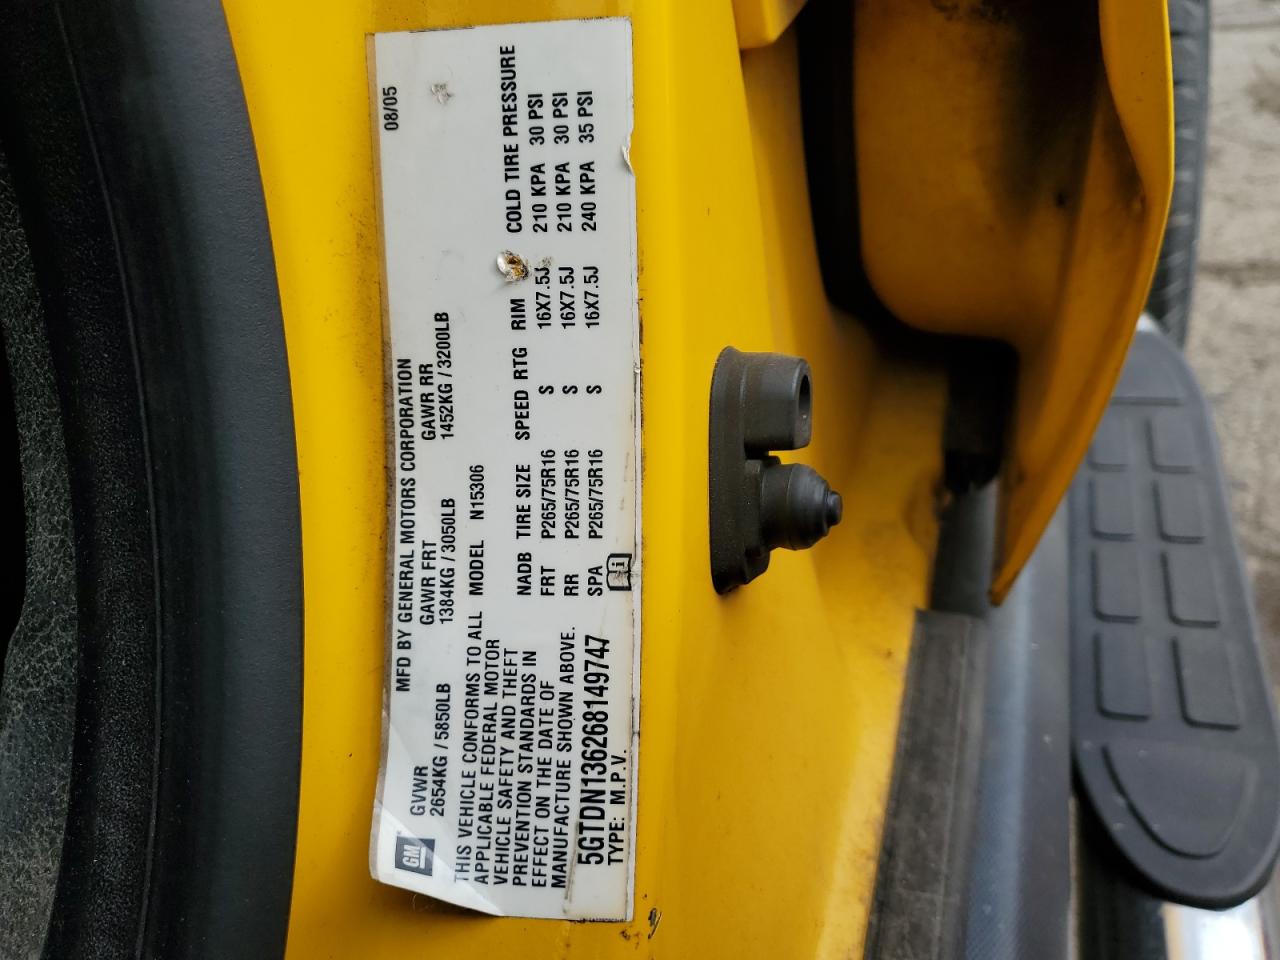 GM
MFD BY GENERAL MOTORS CORPORATION 08/05
GVWR GAWR FRT GAWR RR
2654KG / 5850LB 1384KG / 3050LB 1452KG / 3200LB
THIS VEHICLE CONFORMS TO ALL
APPLICABLE FEDERAL MOTOR
VEHICLE SAFETY AND THEFT
PREVENTION STANDARDS IN
EFFECT ON THE DATE OF
MANUFACTURE SHOWN ABOVE.
5GTDN136268149747
TYPE: M.P.V.
MODEL N15306
NADB TIRE SIZE SPEED RTG RIM COLD TIRE PRESSURE
FRT P265/75R16 S 16X7.5J 210 KPA 30 PSI
RR P265/75R16 S 16X7.5J 210 KPA 30 PSI
SPA P265/75R16 S 16X7.5J 240 KPA 35 PSI
i